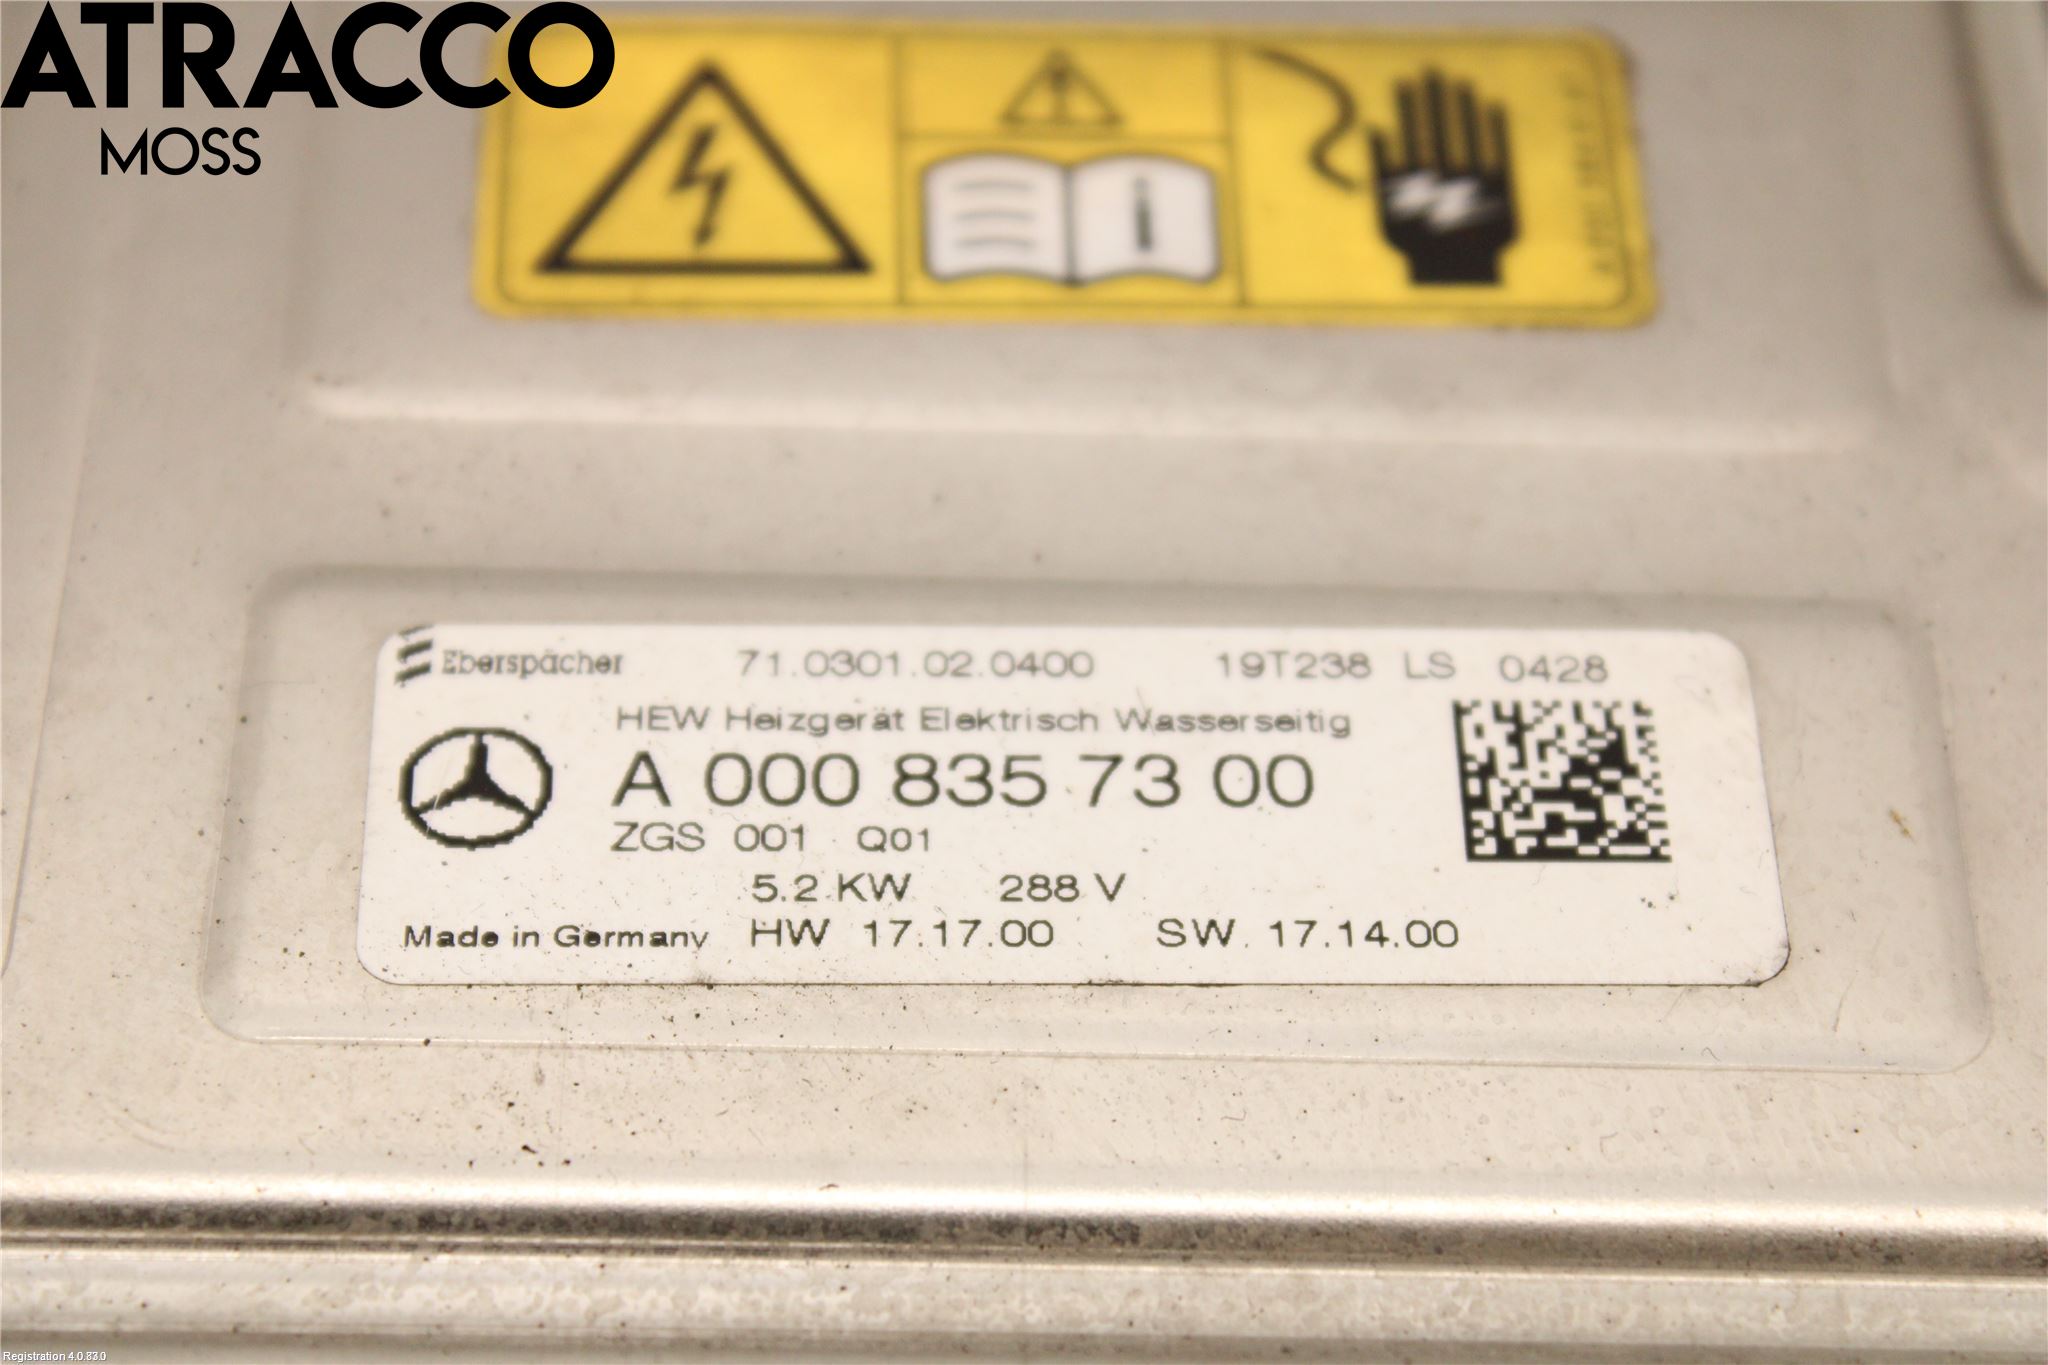 ATRACCO
MOSS
Eberspächer 71.0301.02.0400 19T238 LS 0428
HEW Heizgerät Elektrisch Wasserseitig
A 000 835 73 00
ZGS 001 Q01
5.2 KW 288 V
Made in Germany HW 17.17.00 SW. 17.14.00
Registration 4.0.83.0